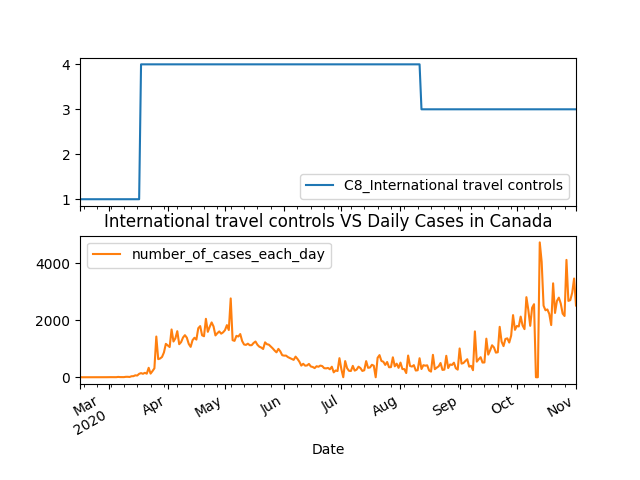 4
3
2
1
C8_International travel controls
International travel controls VS Daily Cases in Canada
number_of_cases_each_day
4000
2000
0
Mar
2020
Apr
May
Jun
Jul
Aug
Sep
Oct
Nov
Date